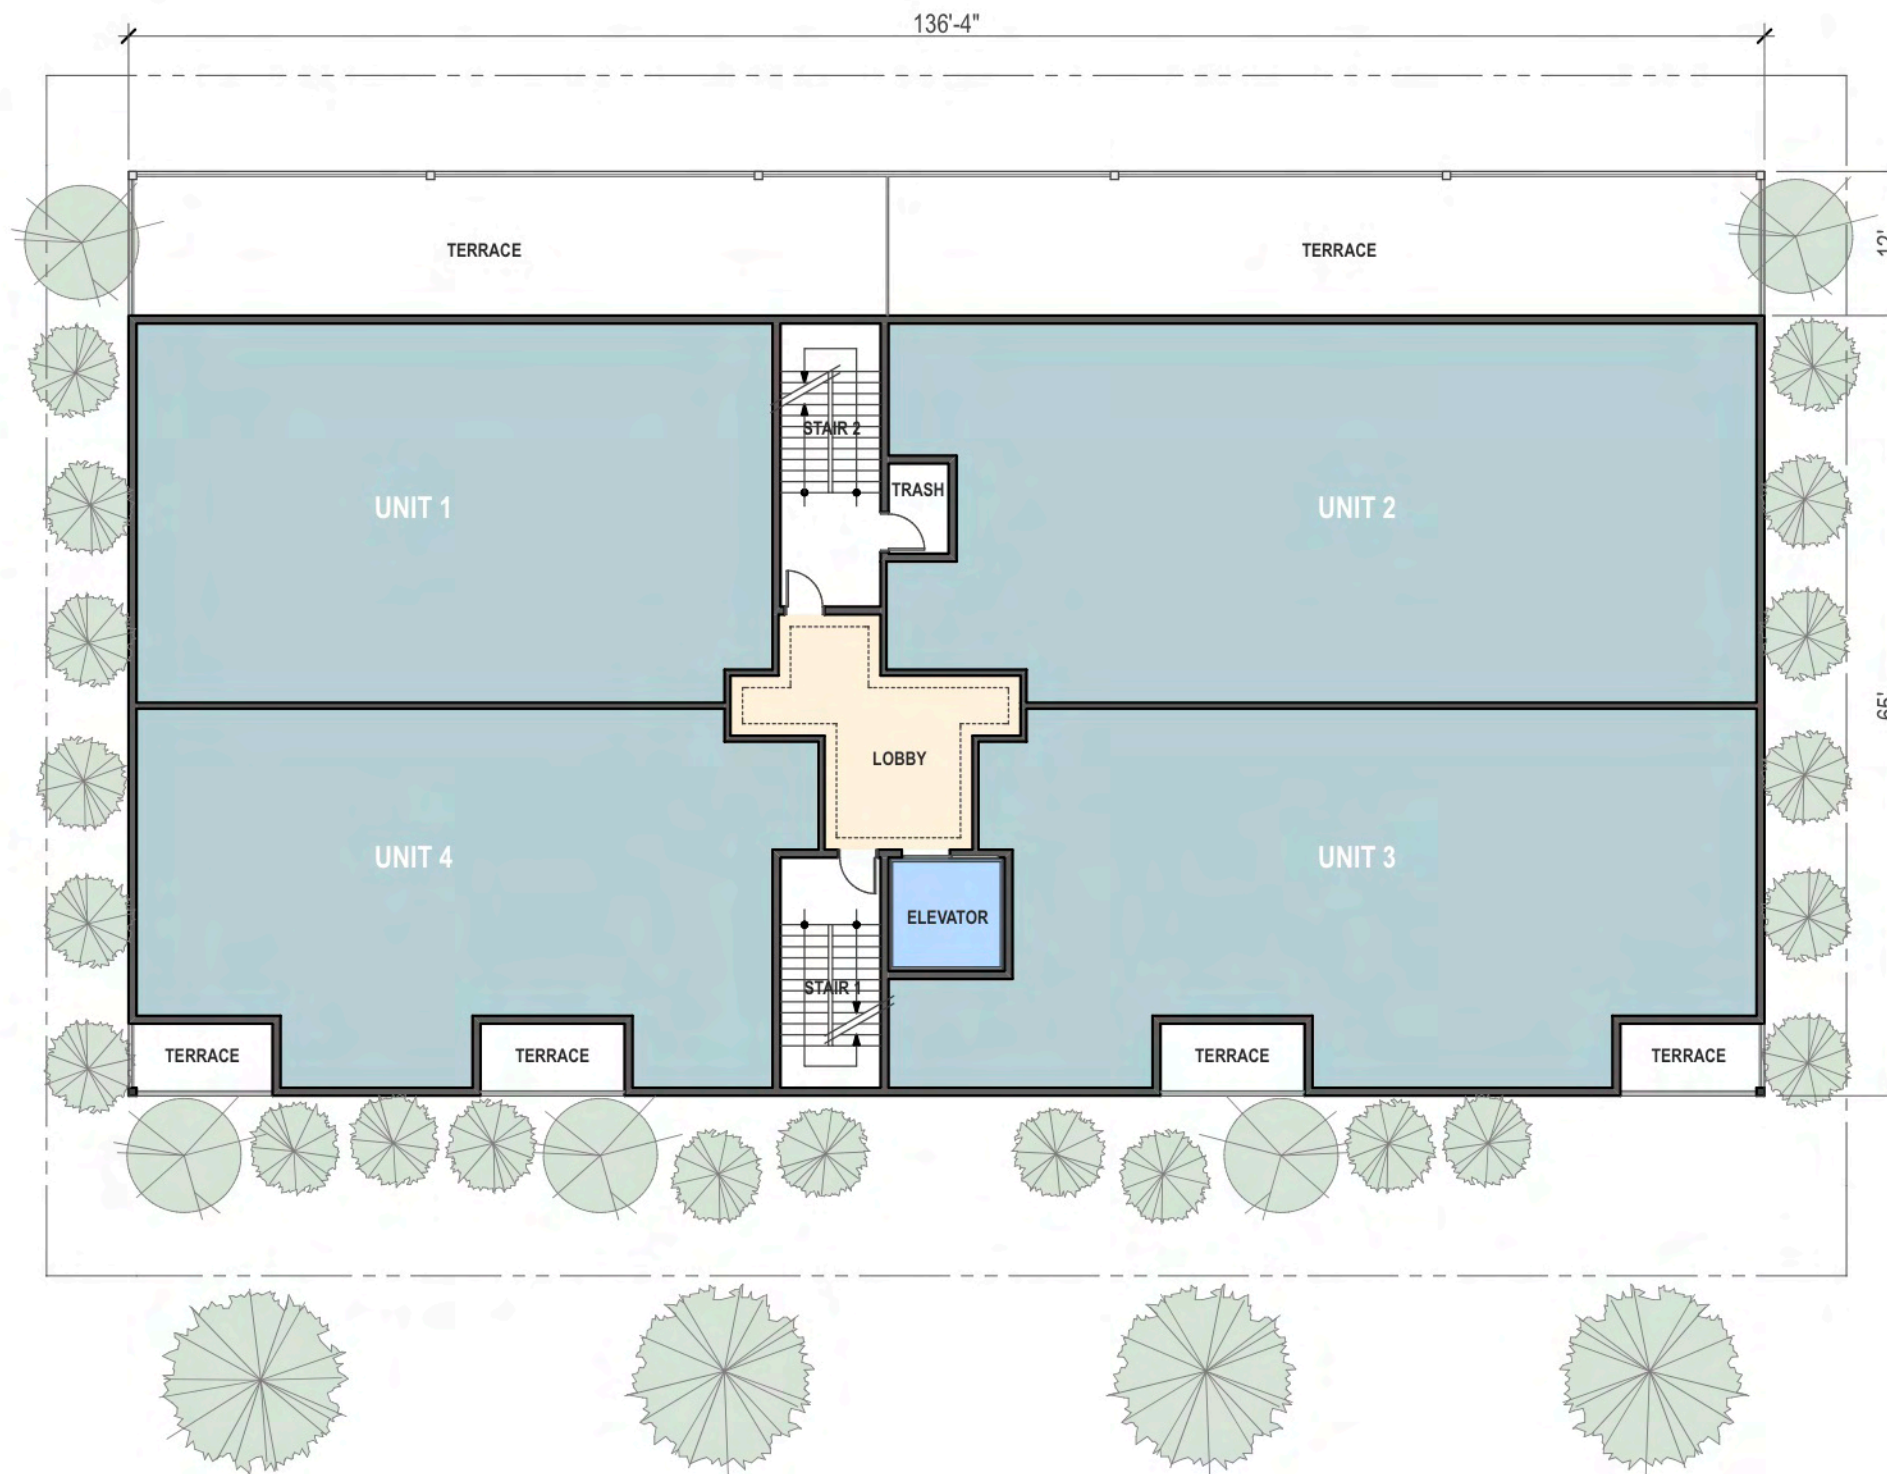 136'-4"
TERRACE
TERRACE
12'
STAIR 2
TRASH
UNIT 1
UNIT 2
65'
LOBBY
UNIT 4
UNIT 3
ELEVATOR
STAIR 1
TERRACE
TERRACE
TERRACE
TERRACE